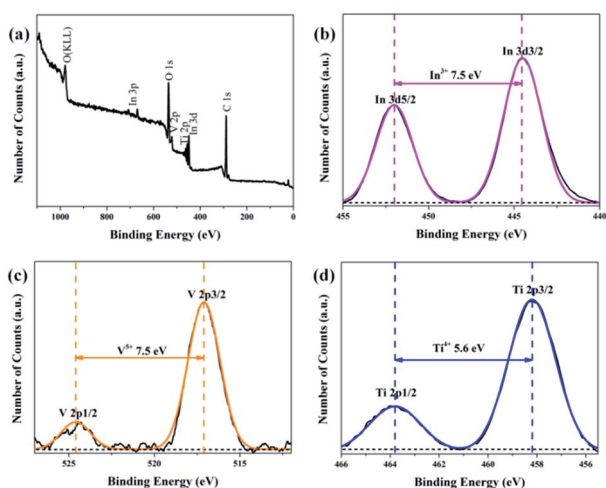 (a)
O(KLL)
In 3p
O 1s
V 2p
Ti 2p
In 3d
C 1s
Number of Counts (a.u.)
1000 800 600 400 200 0
Binding Energy (eV)
(b)
In 3d3/2
In³⁺ 7.5 eV
In 3d5/2
Number of Counts (a.u.)
455 450 445 440
Binding Energy (eV)
(c)
V 2p3/2
V⁵⁺ 7.5 eV
V 2p1/2
Number of Counts (a.u.)
525 520 515
Binding Energy (eV)
(d)
Ti 2p3/2
Ti⁴⁺ 5.6 eV
Ti 2p1/2
Number of Counts (a.u.)
466 464 462 460 458 456
Binding Energy (eV)